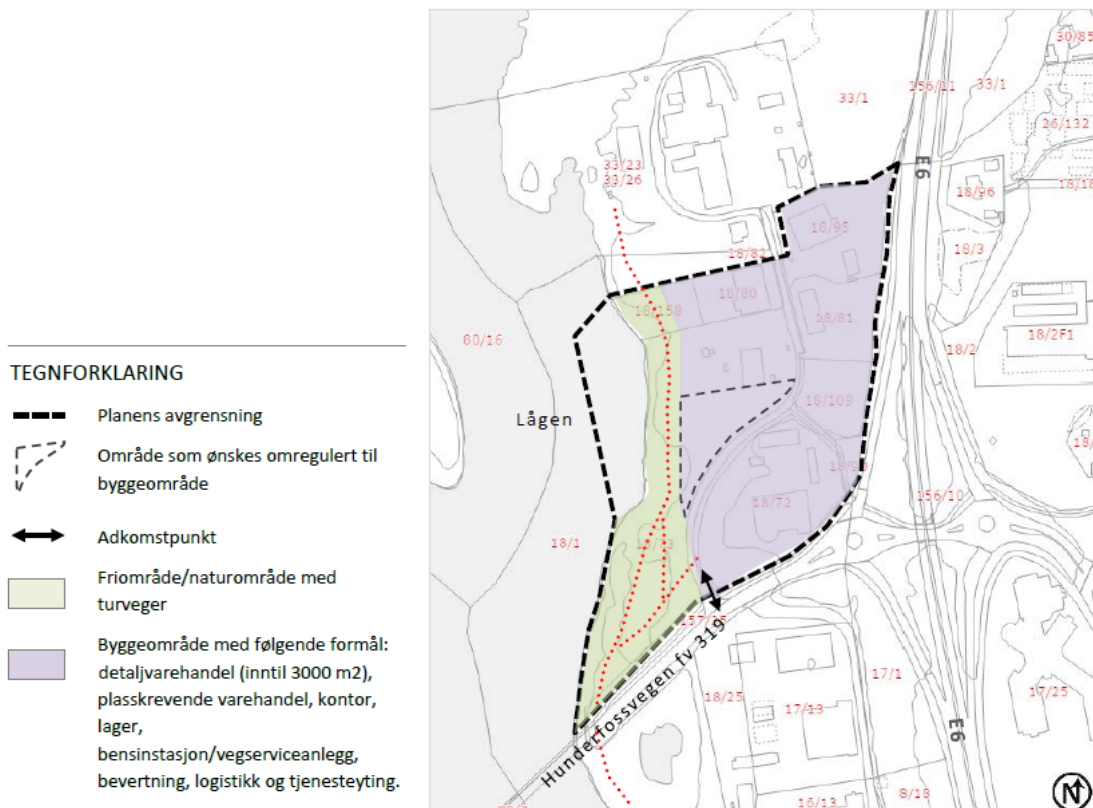 TEGNFORKLARING
Planens avgrensning
Område som ønskes omregulert til
byggeområde
Adkomstpunkt
Friområde/naturområde med
turveger
Byggeområde med følgende formål:
detaljvarehandel (inntil 3000 m2),
plasskrevende varehandel, kontor,
lager,
bensinstasjon/vegserviceanlegg,
bevertning, logistikk og tjenesteyting.
30/85
33/1
156/11
33/1
26/132
33/23
33/26
E6
18/96
18/18
18/95
18/82
18/3
18/80
18/158
18/81
80/16
18/2F1
18/2
Lågen
18/109
18/
18/72
156/10
18/1
Hunderfossvegen fv 319
17/1
18/25
17/13
17/25
E6
8/18
16/13
N